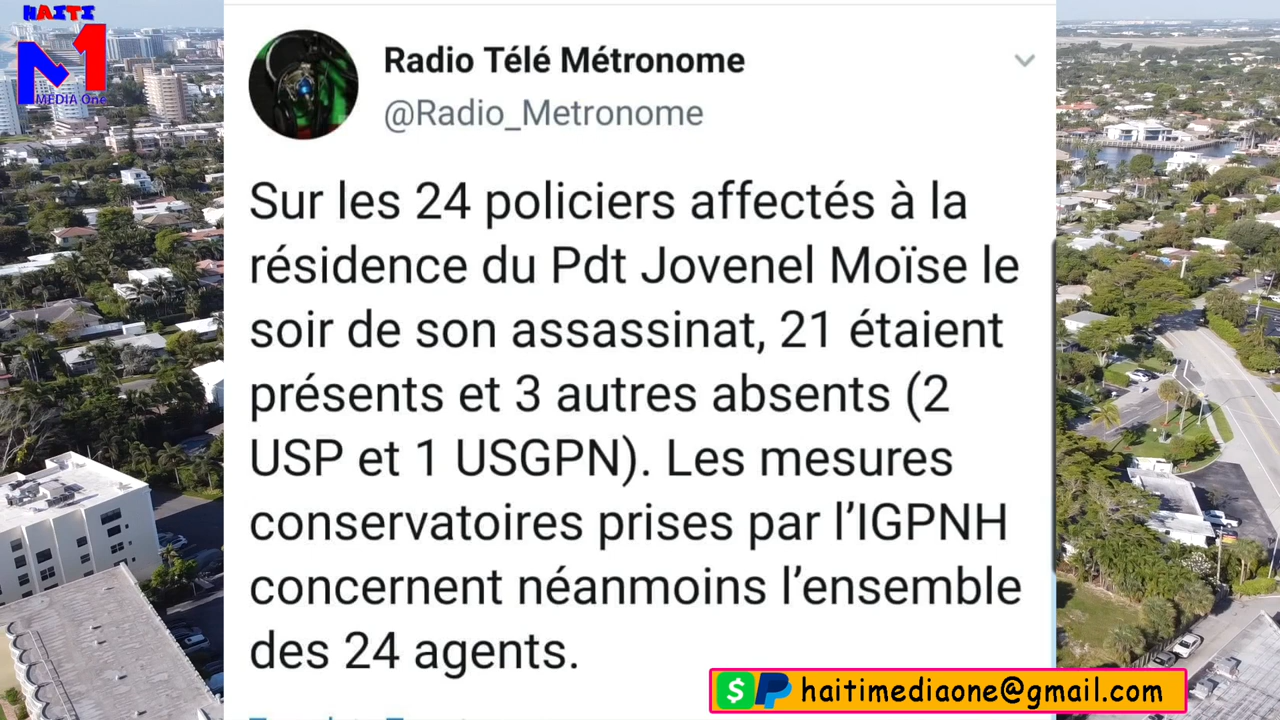 HAITI
M1
MEDIA One
Radio Télé Métronome
@Radio_Metronome
Sur les 24 policiers affectés à la
résidence du Pdt Jovenel Moïse le
soir de son assassinat, 21 étaient
présents et 3 autres absents (2
USP et 1 USGPN). Les mesures
conservatoires prises par l’IGPNH
concernent néanmoins l’ensemble
des 24 agents.
$ P haitimediaone@gmail.com